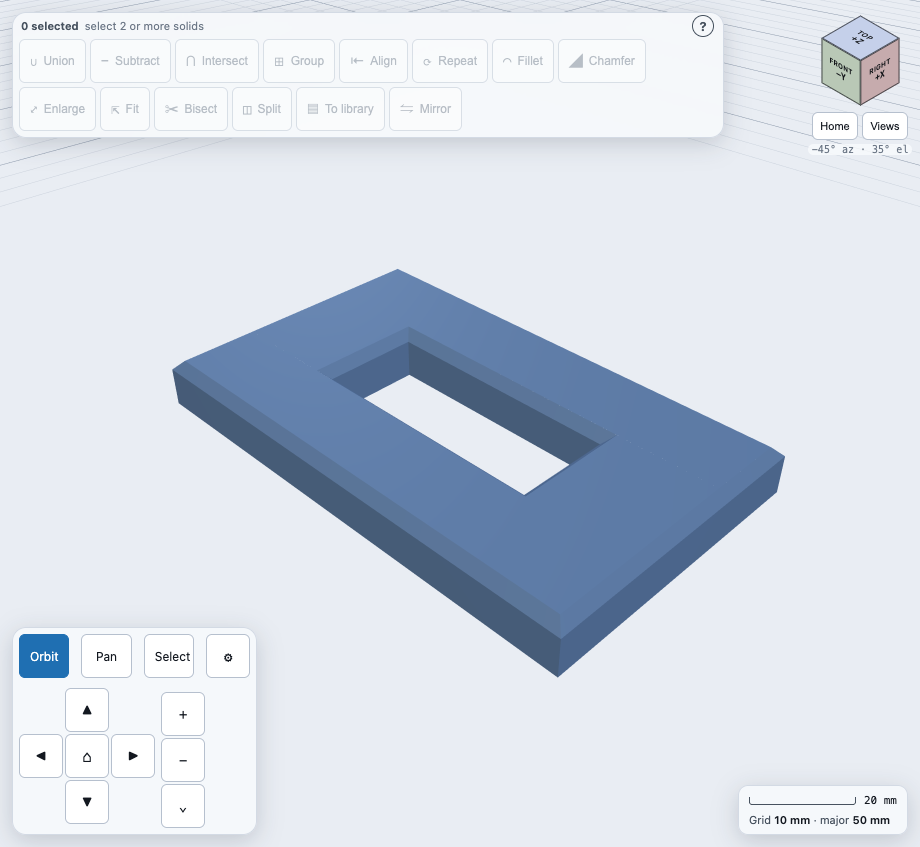 0 selected select 2 or more solids ?
∪ Union − Subtract ⋂ Intersect ⊞ Group ⇤ Align ⟳ Repeat ◠ Fillet ◢ Chamfer
⤢ Enlarge ⇱ Fit ✂ Bisect ◫ Split ▤ To library ⇋ Mirror
TOP
+Z
FRONT
−Y
RIGHT
+X
Home Views
−45° az · 35° el
Orbit Pan Select ⚙
▲
+
◀ ⌂ ▶
−
▼
⌄
20 mm
Grid 10 mm · major 50 mm